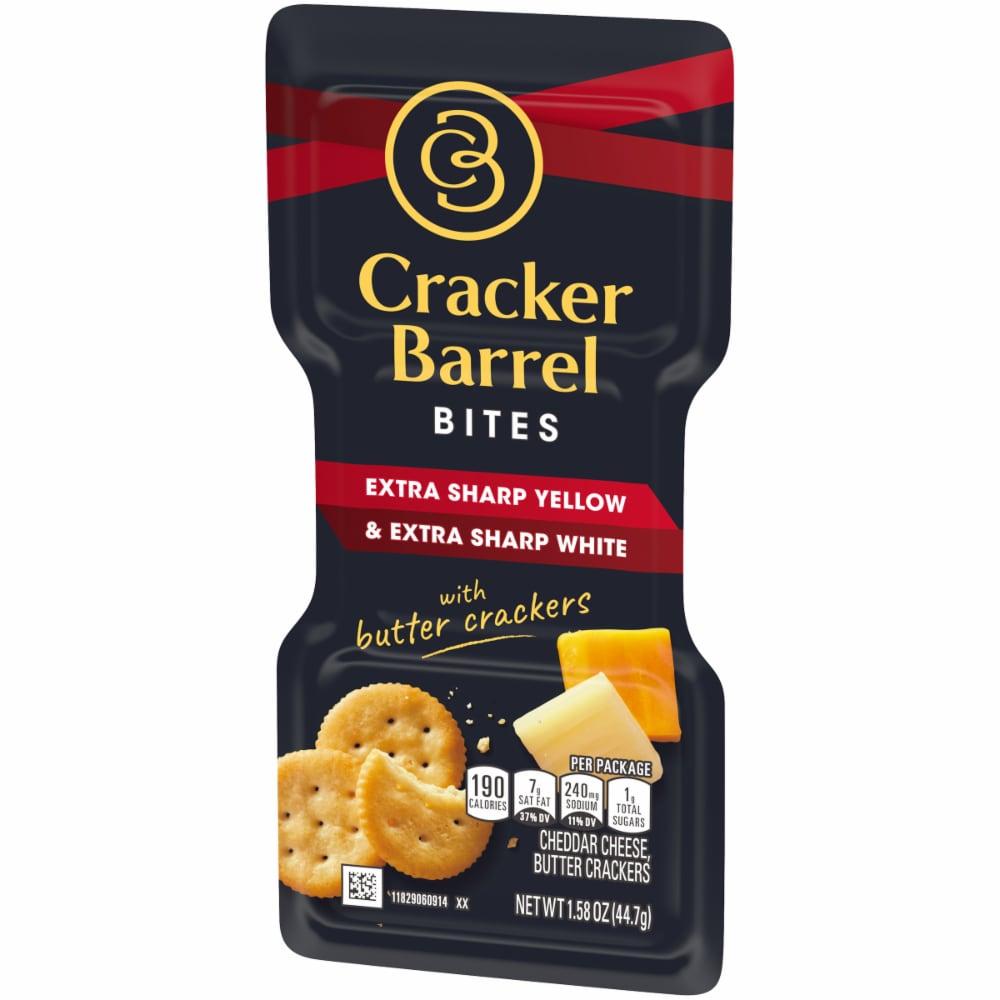 CB
Cracker
Barrel
BITES
EXTRA SHARP YELLOW
& EXTRA SHARP WHITE
with
butter crackers
PER PACKAGE
190 CALORIES
7g SAT FAT 37% DV
240mg SODIUM 11% DV
1g TOTAL SUGARS
CHEDDAR CHEESE,
BUTTER CRACKERS
11829060914 XX
NET WT 1.58 OZ (44.7g)